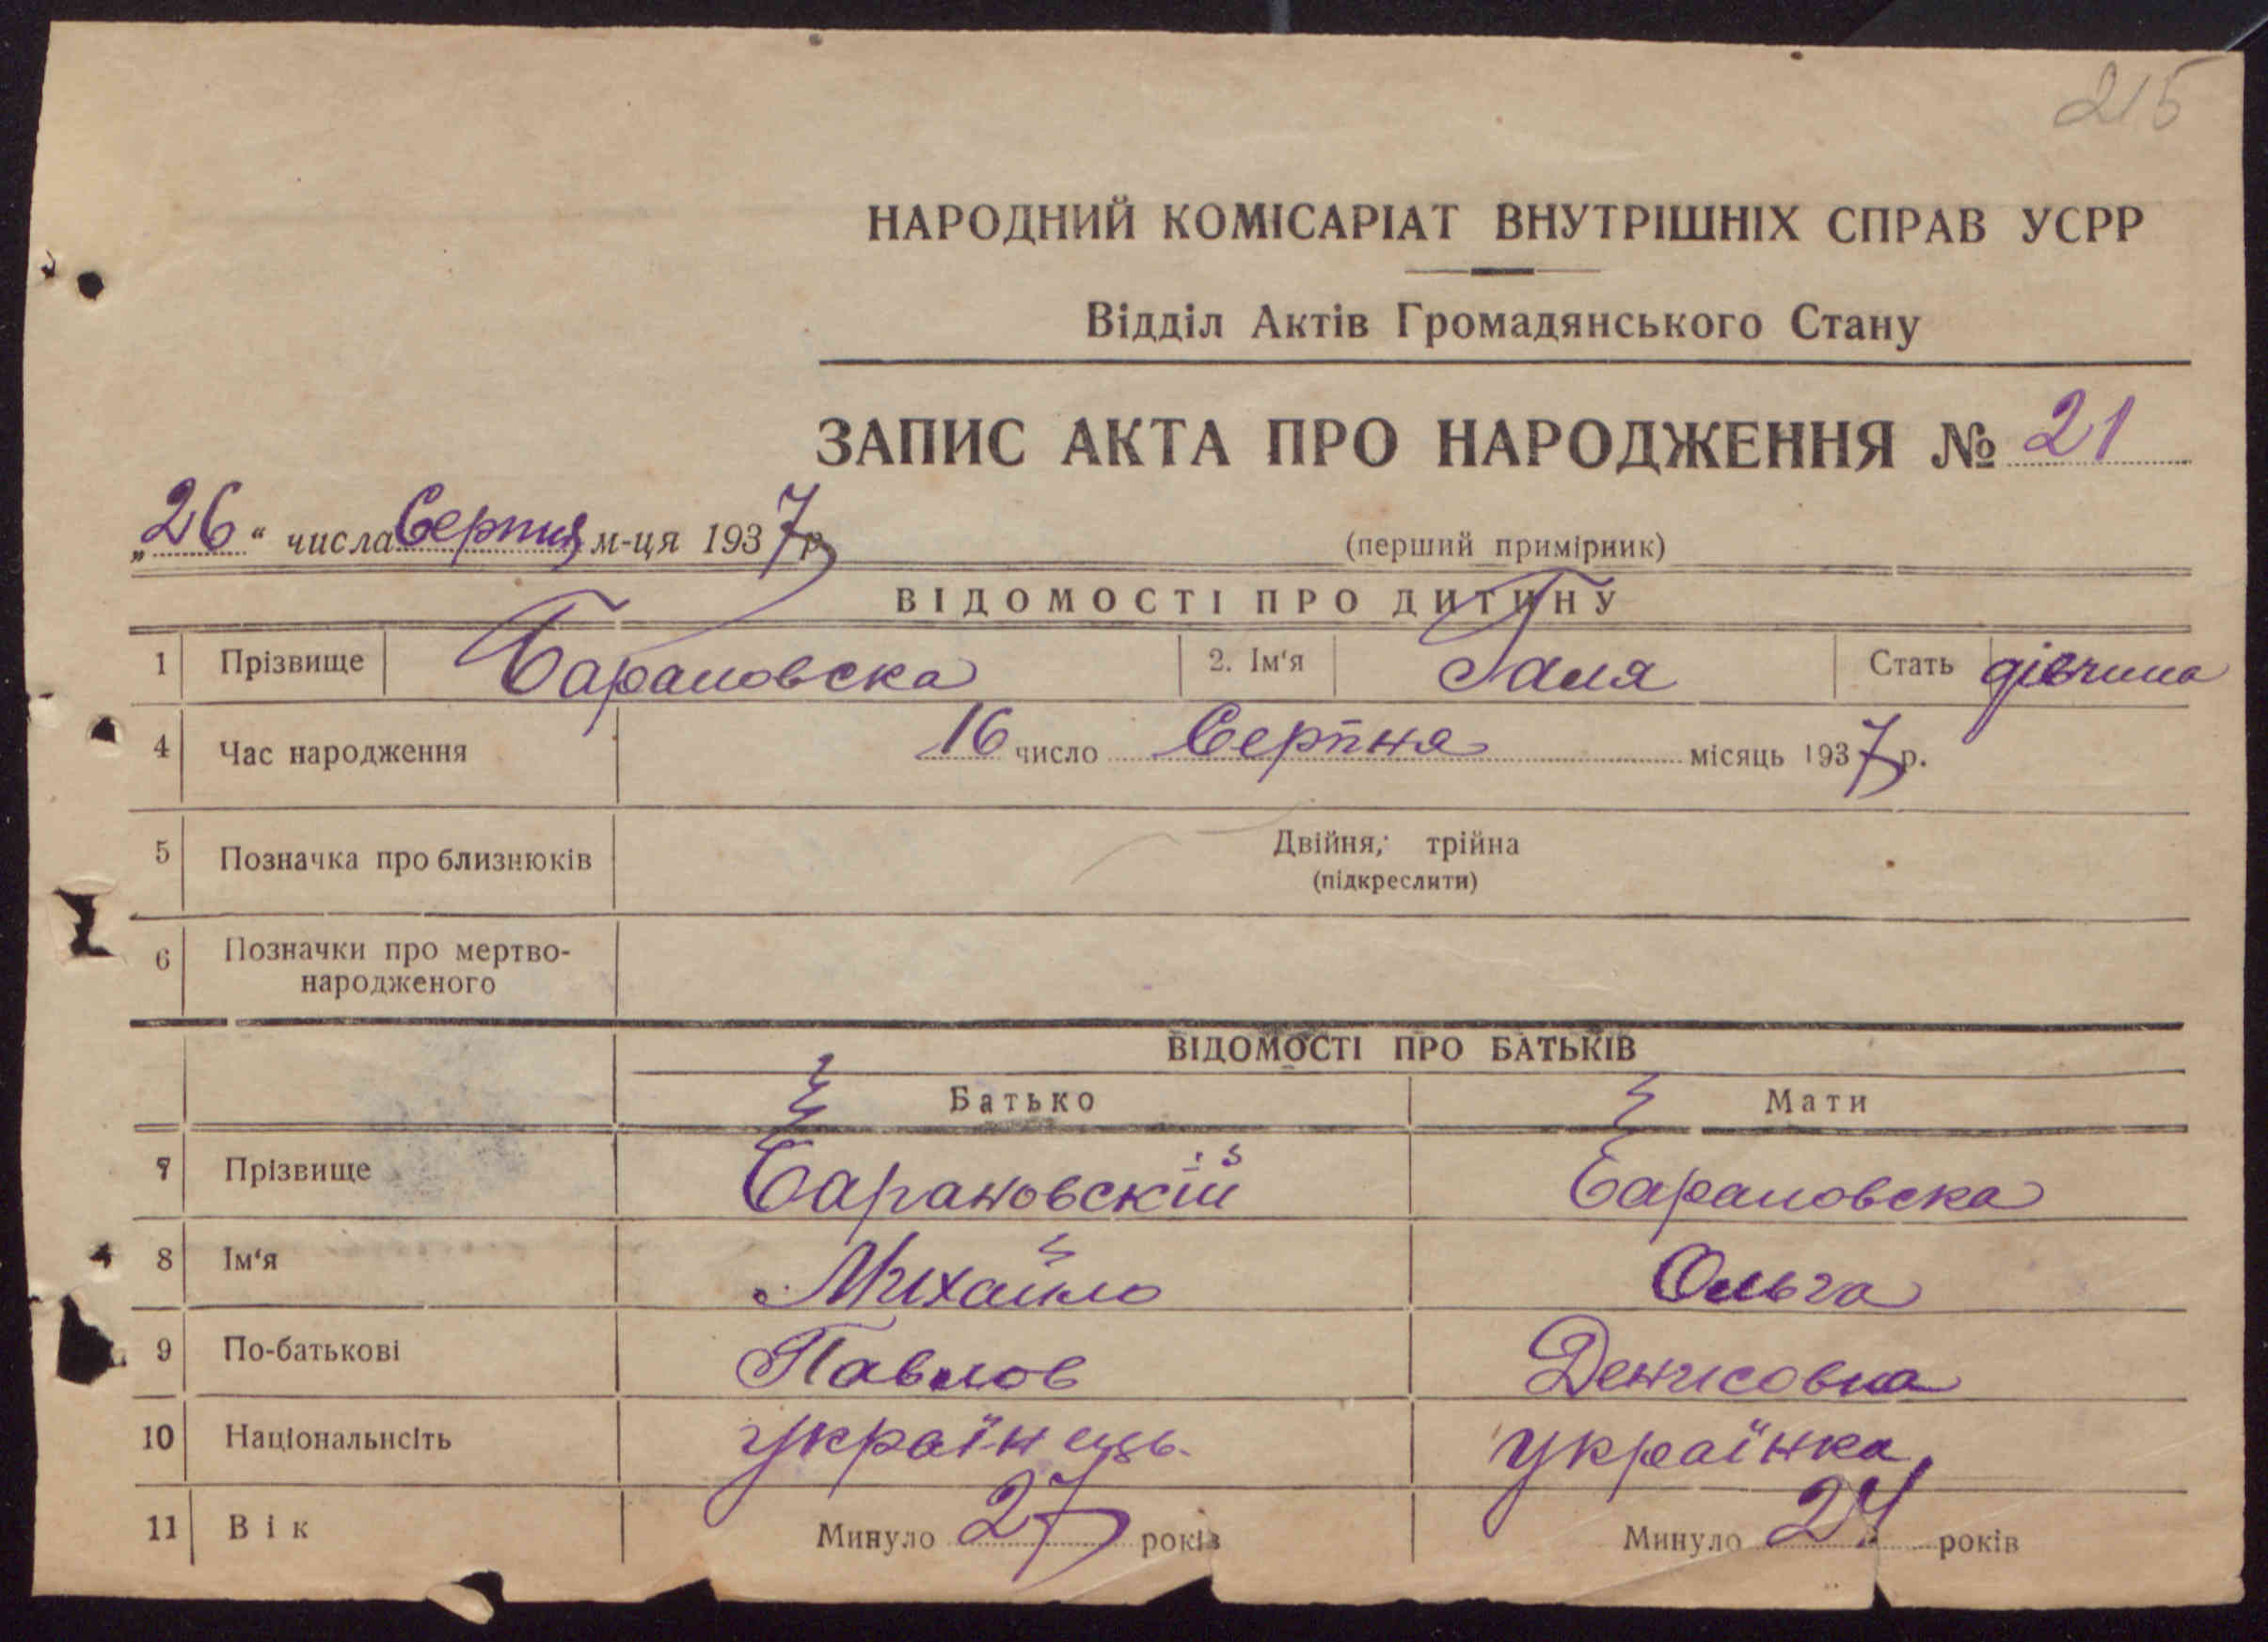 215
НАРОДНИЙ КОМІСАРІАТ ВНУТРІШНІХ СПРАВ УСРР
Відділ Актів Громадянського Стану
ЗАПИС АКТА ПРО НАРОДЖЕННЯ № 21
„26“ числа Серпня м-ця 1937 р.
(перший примірник)
ВІДОМОСТІ ПРО ДИТИНУ
1 Прізвище Барановска 2. Ім‘я Галя Стать дівчина
4 Час народження 16 число Серпня місяць 1937 р.
5 Позначка про близнюків Двійня, трійна
(підкреслити)
6 Позначки про мертво-
народженого
ВІДОМОСТІ ПРО БАТЬКІВ
Батько Мати
7 Прізвище Барановскій Барановска
8 Ім‘я Михайло Ольга
9 По-батькові Павлов Денисовна
10 Національнсіть українець. українка
11 Вік Минуло 27 років Минуло 24 років